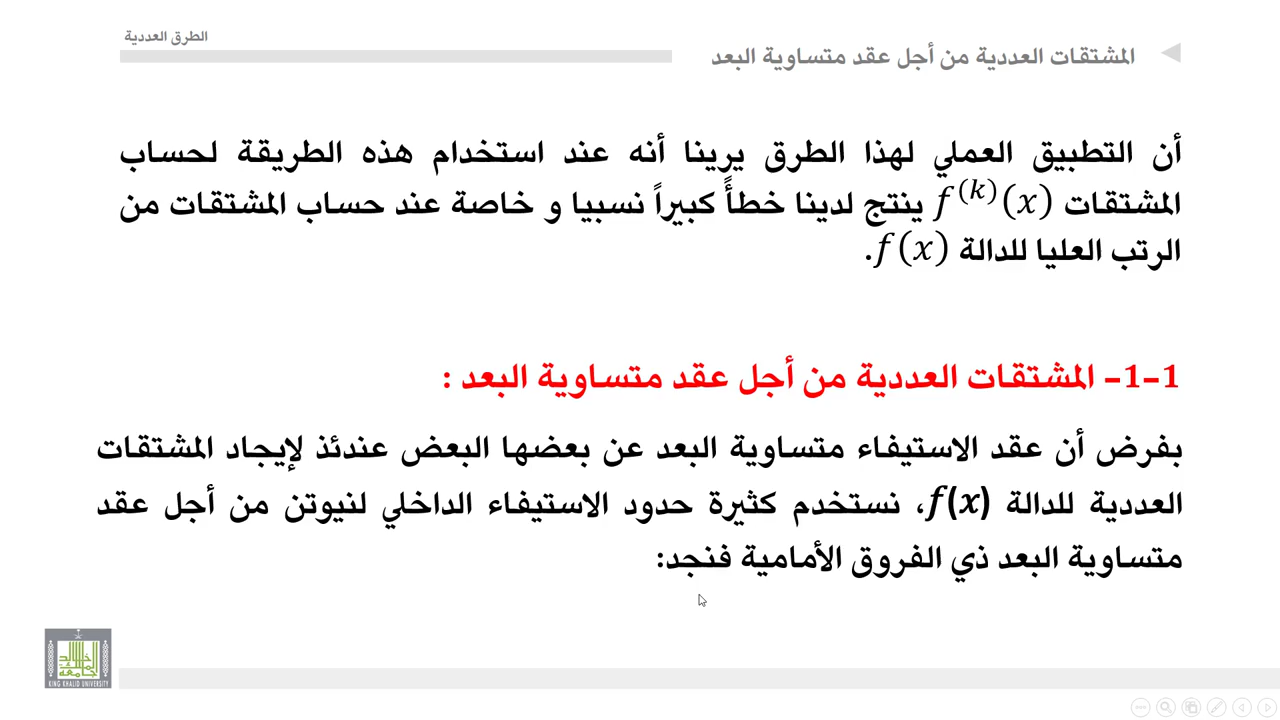 الطرق العددية
المشتقات العددية من أجل عقد متساوية البعد
أن التطبيق العملي لهذا الطرق يرينا أنه عند استخدام هذه الطريقة لحساب
المشتقات f^(k)(x) ينتج لدينا خطأً كبيراً نسبيا و خاصة عند حساب المشتقات من
الرتب العليا للدالة f(x).
1-1- المشتقات العددية من أجل عقد متساوية البعد :
بفرض أن عقد الاستيفاء متساوية البعد عن بعضها البعض عندئذ لإيجاد المشتقات
العددية للدالة f(x)، نستخدم كثيرة حدود الاستيفاء الداخلي لنيوتن من أجل عقد
متساوية البعد ذي الفروق الأمامية فنجد:
KING KHALID UNIVERSITY